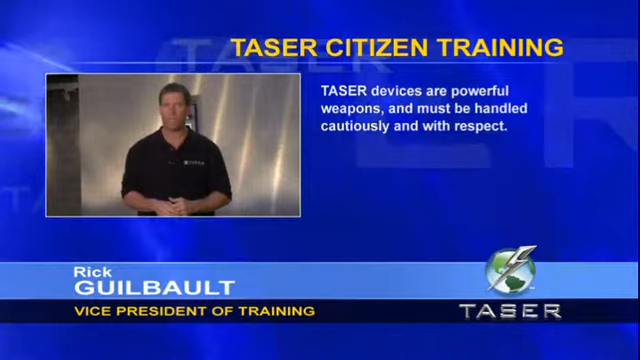 TASER CITIZEN TRAINING
TASER devices are powerful
weapons, and must be handled
cautiously and with respect.
Rick
GUILBAULT
VICE PRESIDENT OF TRAINING
TASER